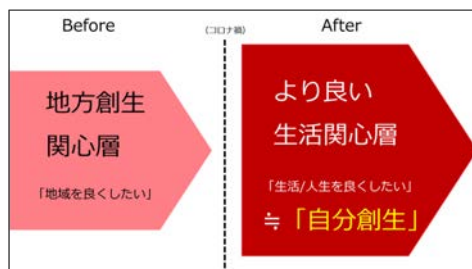 Before
(コロナ禍)
After
地方創生
関心層
「地域を良くしたい」
より良い
生活関心層
「生活/人生を良くしたい」
≒「自分創生」